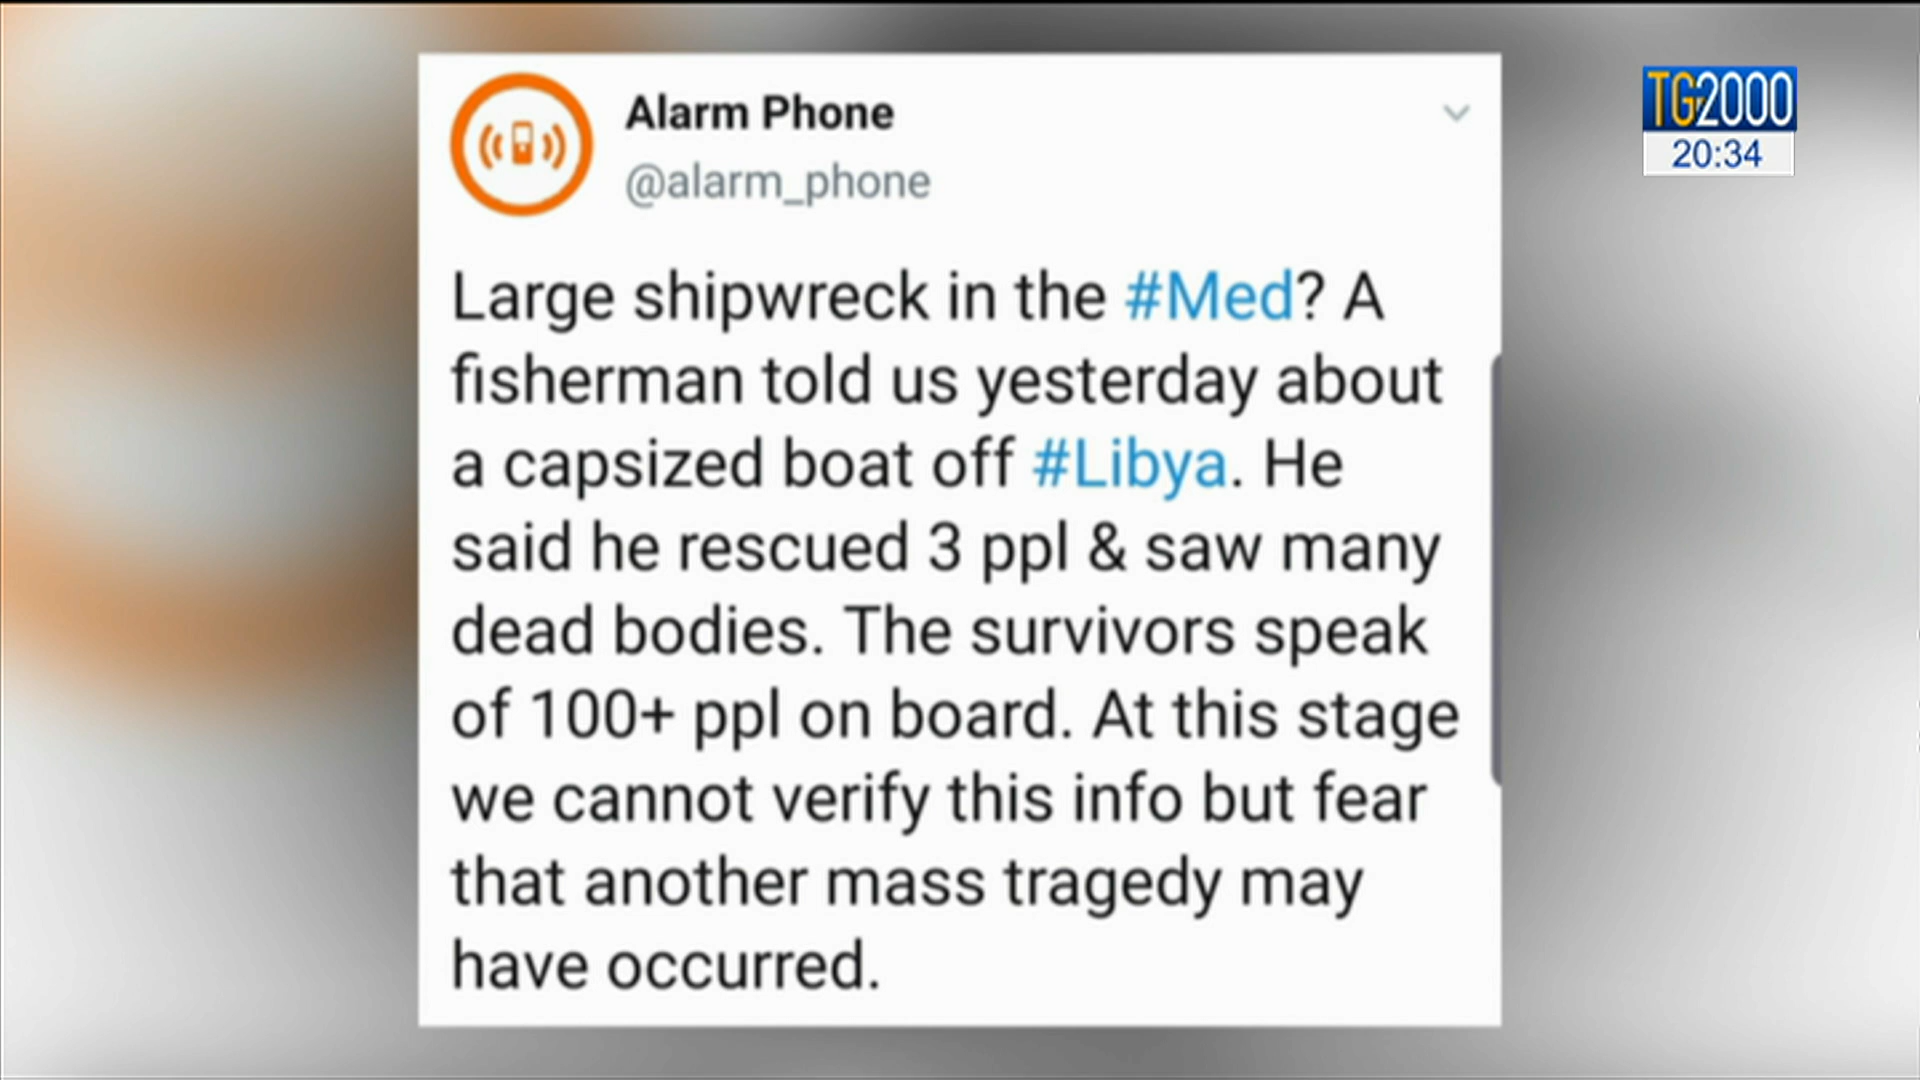 Alarm Phone
@alarm_phone
Large shipwreck in the #Med? A
fisherman told us yesterday about
a capsized boat off #Libya. He
said he rescued 3 ppl & saw many
dead bodies. The survivors speak
of 100+ ppl on board. At this stage
we cannot verify this info but fear
that another mass tragedy may
have occurred.
TG2000
20:34